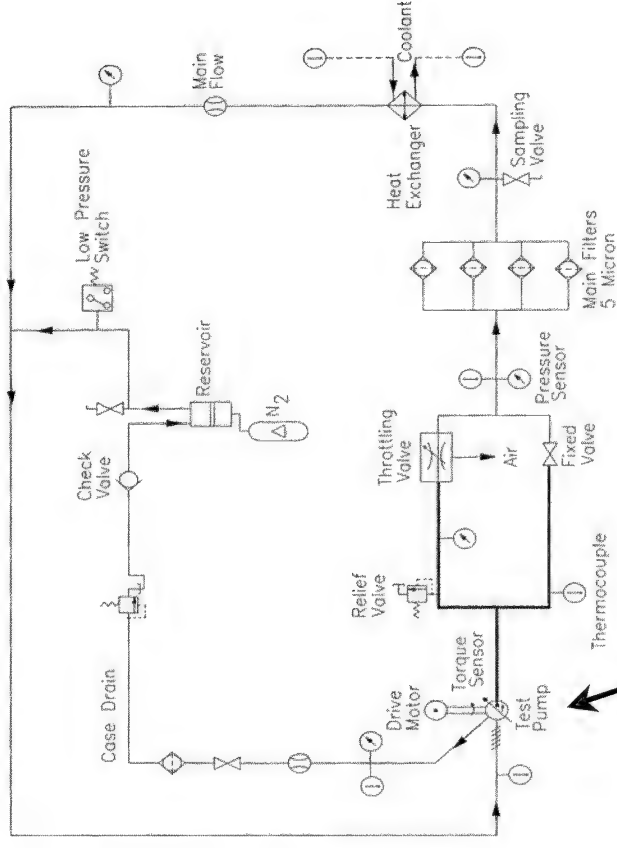 Main
Flow
Coolant
Low Pressure
Switch
Heat
Exchanger
Sampling
Valve
Reservoir
N2
Check
Valve
Main Filters
5 Micron
Pressure
Sensor
Throttling
Valve
Air
Fixed
Valve
Relief
Valve
Thermocouple
Case Drain
Drive
Motor
Torque
Sensor
Test
Pump